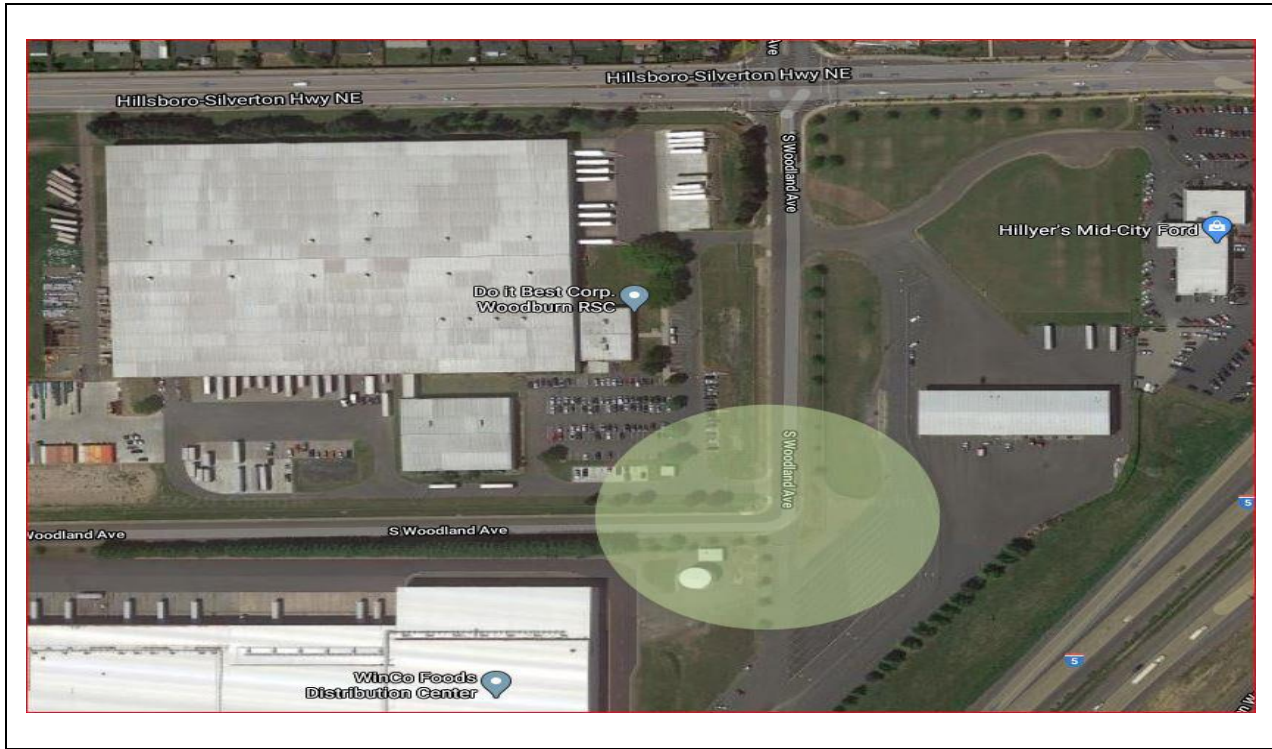 Ave
Hillsboro-Silverton Hwy NE
Hillsboro-Silverton Hwy NE
S Woodland Ave
Hillyer's Mid-City Ford
Do it Best Corp.
Woodburn RSC
S Woodland Ave
5
Woodland Ave
S Woodland Ave
5
WinCo Foods
Distribution Center